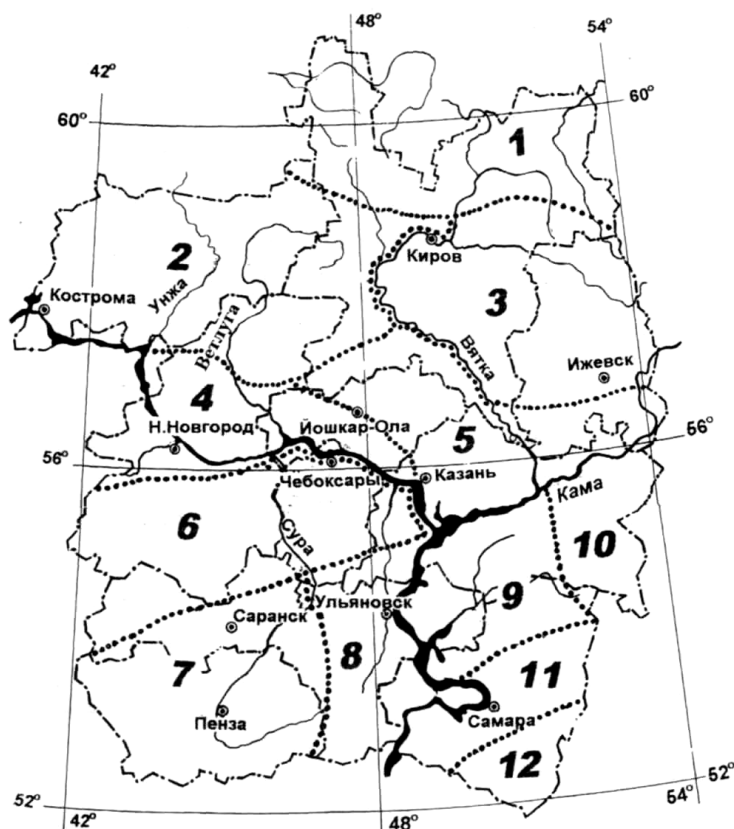 48°
54°
42°
60°
60°
1
2
Киров
Кострома
Унжа
3
Ветлуга
Вятка
Ижевск
4
Н.Новгород
Йошкар-Ола
5
56°
56°
Чебоксары
Казань
Кама
6
Сура
10
Ульяновск
9
Саранск
8
7
11
Пенза
Самара
12
52°
52°
42°
48°
54°